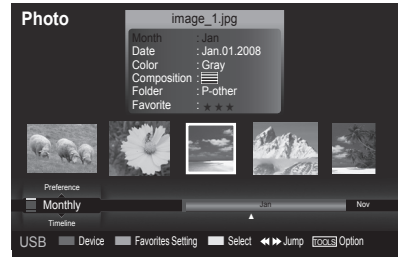 Photo
image_1.jpg
Month : Jan
Date : Jan.01.2008
Color : Gray
Composition :
Folder : P-other
Favorite : ★ ★ ★
Preference
Monthly
Jan
Nov
Timeline
USB Device Favorites Setting Select Jump TOOLS Option